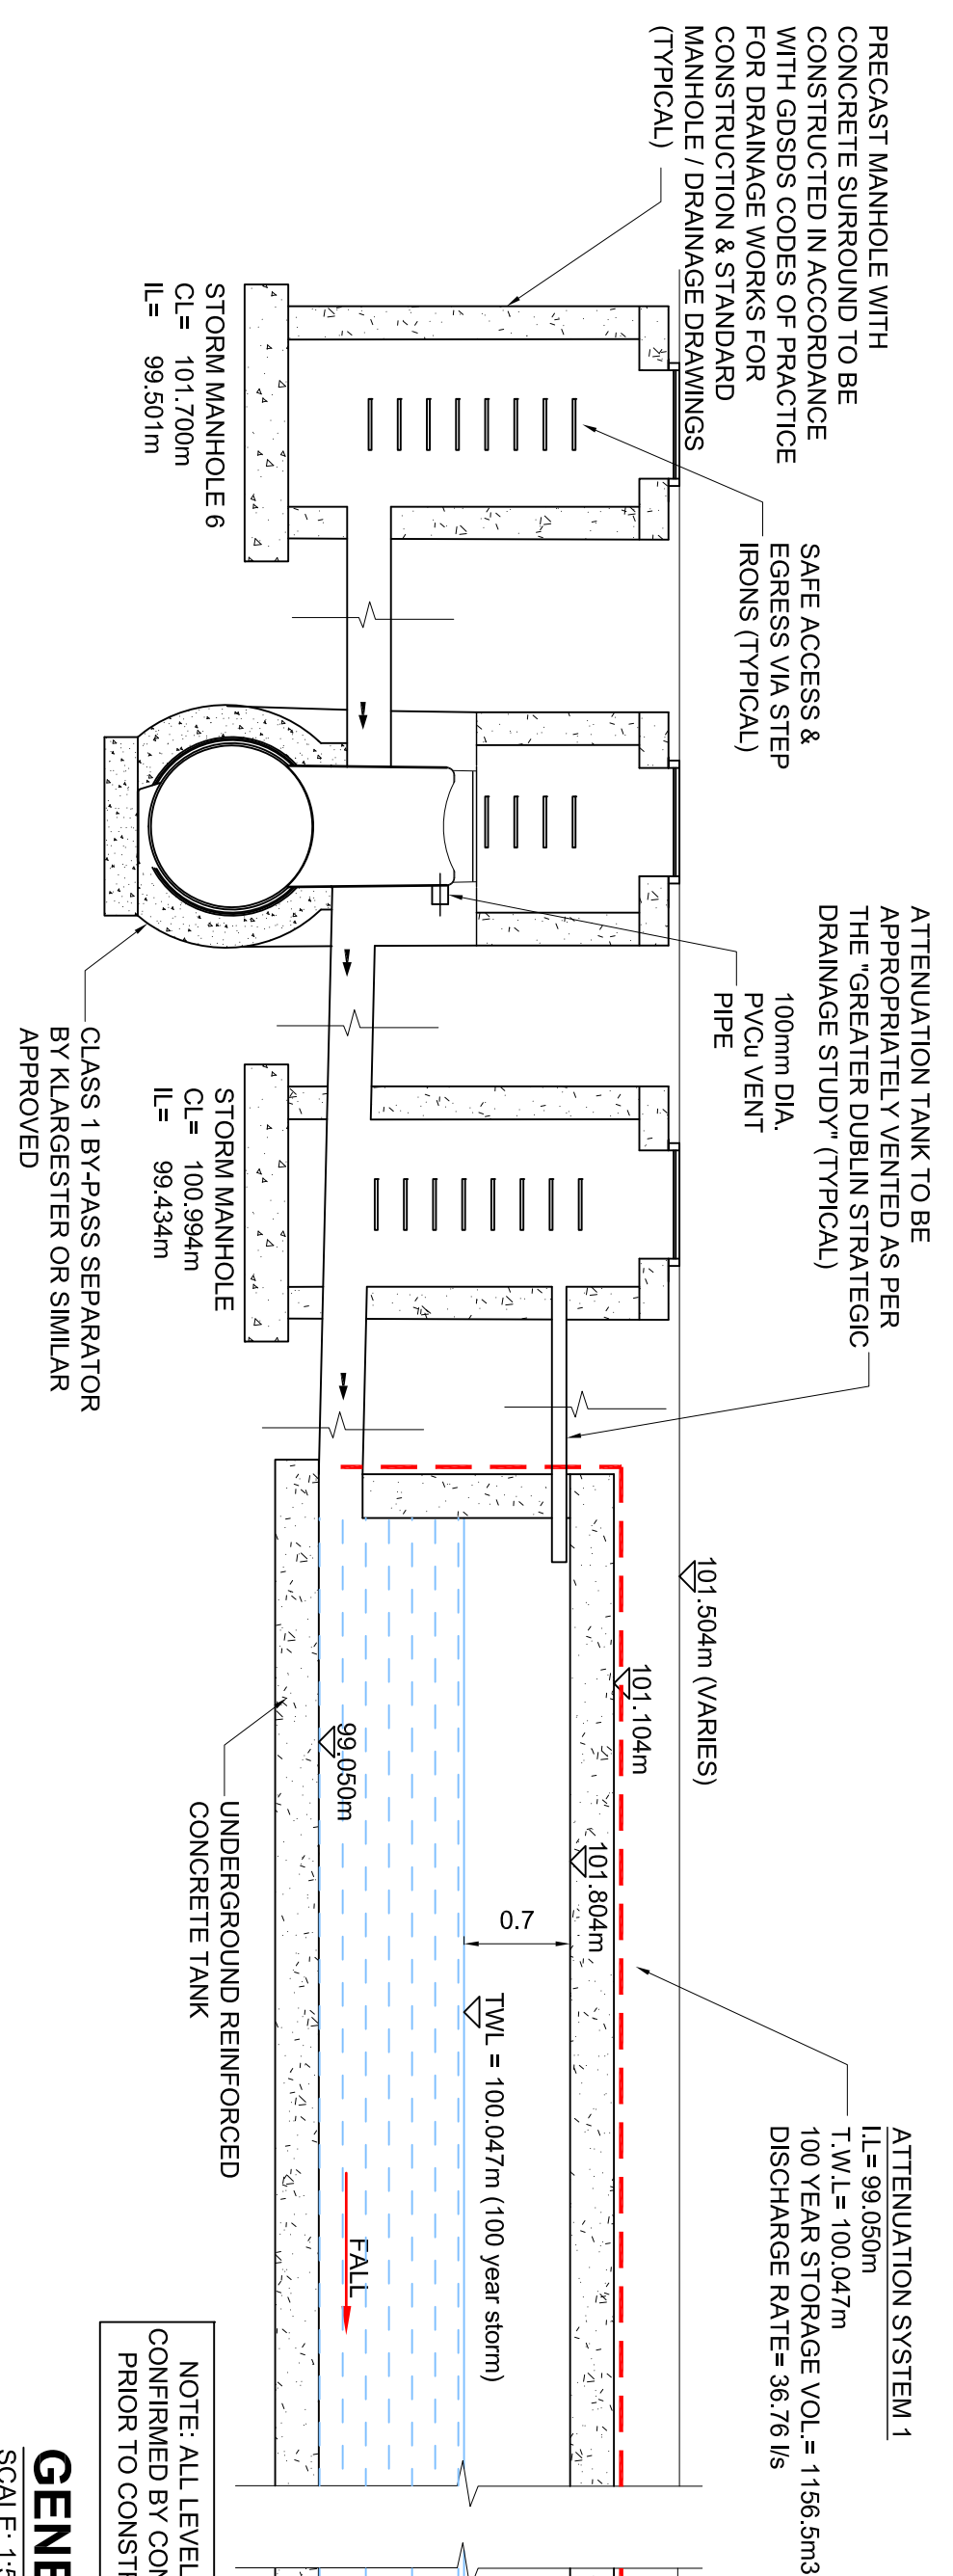 PRECAST MANHOLE WITH
CONCRETE SURROUND TO BE
CONSTRUCTED IN ACCORDANCE
WITH GDSDS CODES OF PRACTICE
FOR DRAINAGE WORKS FOR
CONSTRUCTION & STANDARD
MANHOLE / DRAINAGE DRAWINGS
(TYPICAL)
SAFE ACCESS &
EGRESS VIA STEP
IRONS (TYPICAL)
ATTENUATION TANK TO BE
APPROPRIATELY VENTED AS PER
THE "GREATER DUBLIN STRATEGIC
DRAINAGE STUDY" (TYPICAL)
100mm DIA.
PVCu VENT
PIPE
ATTENUATION SYSTEM 1
I.L= 99.050m
T.W.L= 100.047m
100 YEAR STORAGE VOL.= 1156.5m3
DISCHARGE RATE= 36.76 l/s
101.504m (VARIES)
101.104m
101.804m
0.7
TWL = 100.047m (100 year storm)
99.050m
FALL
STORM MANHOLE 6
CL= 101.700m
IL= 99.501m
STORM MANHOLE
CL= 100.994m
IL= 99.434m
CLASS 1 BY-PASS SEPARATOR
BY KLARGESTER OR SIMILAR
APPROVED
UNDERGROUND REINFORCED
CONCRETE TANK
NOTE: ALL LEVEL
CONFIRMED BY CON
PRIOR TO CONST
GENE
SCALE: 1:5